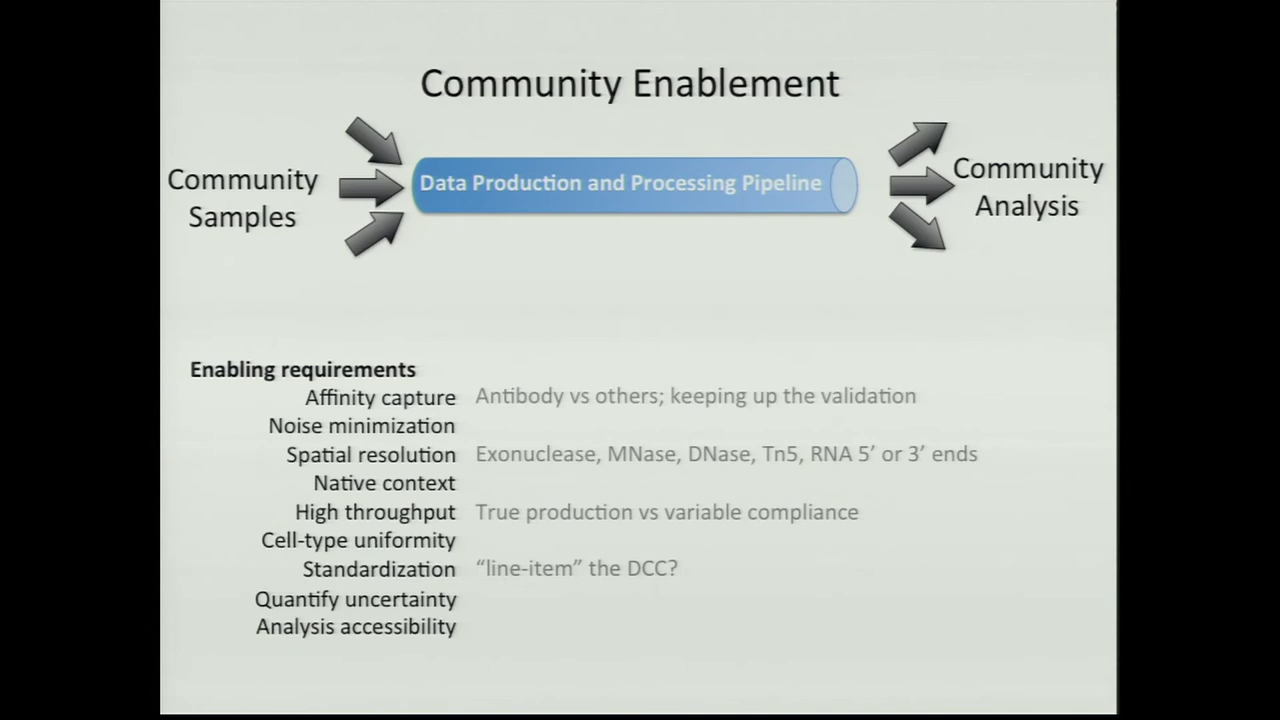 Community Enablement
Community
Samples
Data Production and Processing Pipeline
Community
Analysis
Enabling requirements
Affinity capture Antibody vs others; keeping up the validation
Noise minimization
Spatial resolution Exonuclease, MNase, DNase, Tn5, RNA 5’ or 3’ ends
Native context
High throughput True production vs variable compliance
Cell-type uniformity
Standardization “line-item” the DCC?
Quantify uncertainty
Analysis accessibility